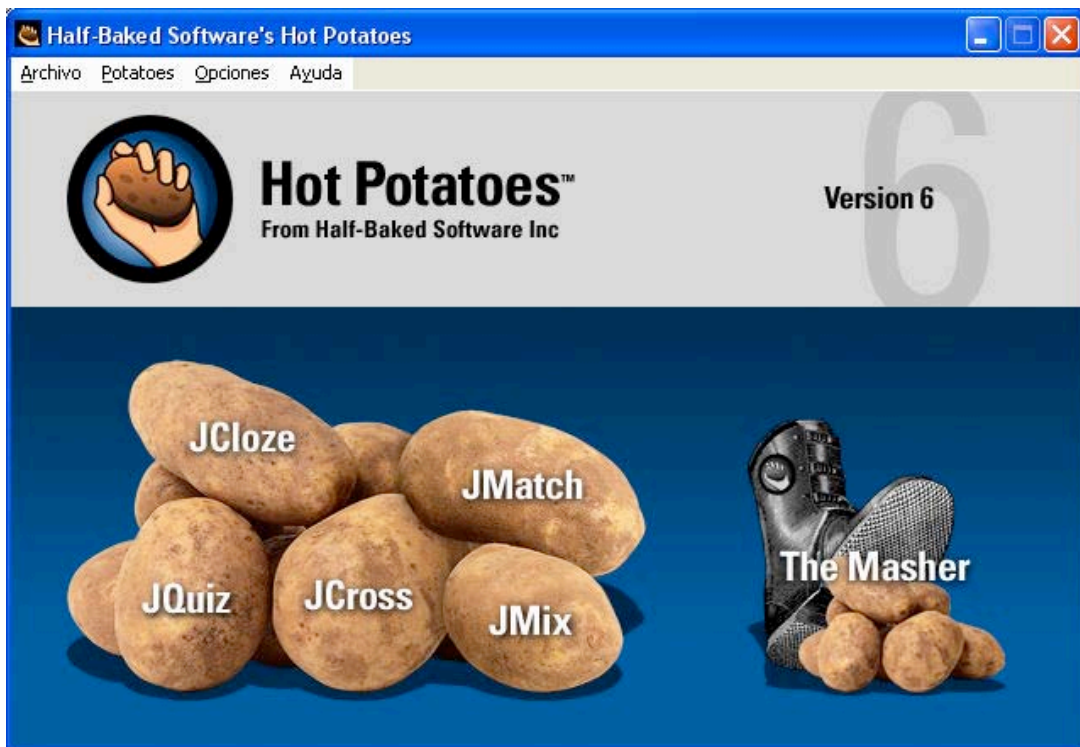 Half-Baked Software's Hot Potatoes
Archivo Potatoes Opciones Ayuda
6
Hot Potatoes™
From Half-Baked Software Inc
Version 6
JCloze
JMatch
JQuiz
JCross
JMix
The Masher